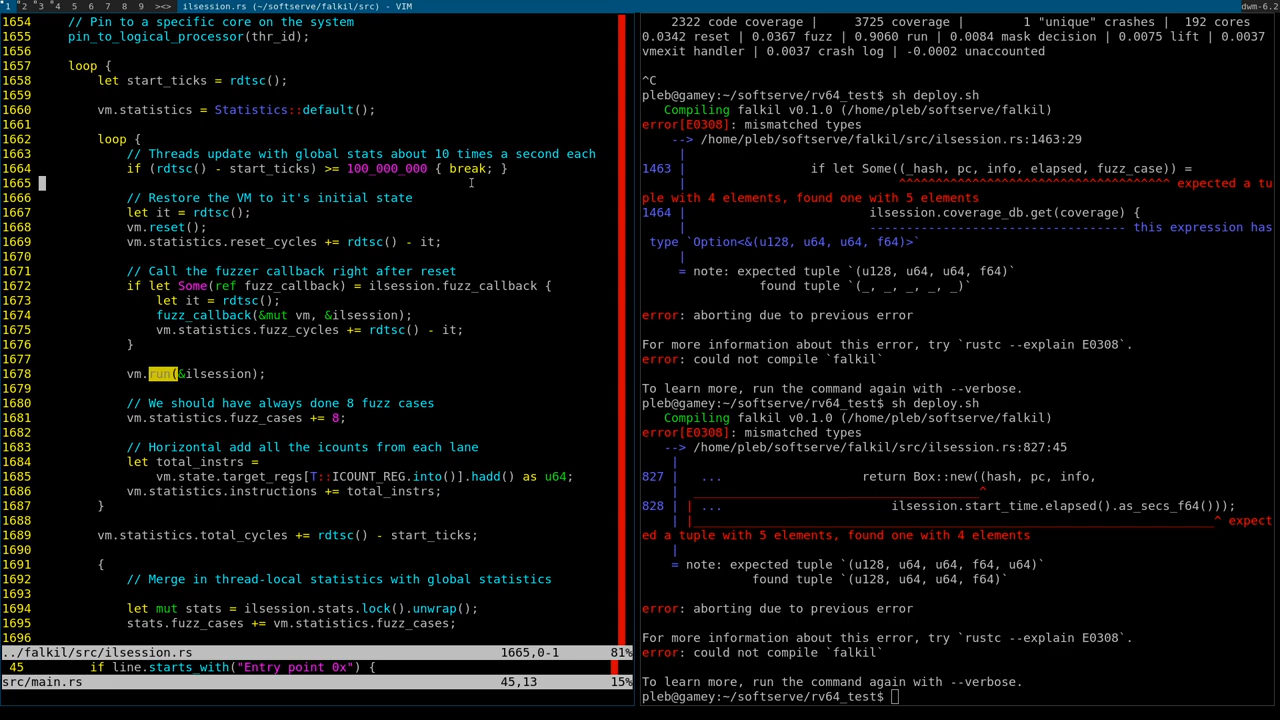 1 2 3 4 5 6 7 8 9 ><> ilsession.rs (~/softserve/falkil/src) - VIM dwm-6.2
1654     // Pin to a specific core on the system
1655     pin_to_logical_processor(thr_id);
1656
1657     loop {
1658         let start_ticks = rdtsc();
1659
1660         vm.statistics = Statistics::default();
1661
1662         loop {
1663             // Threads update with global stats about 10 times a second each
1664             if (rdtsc() - start_ticks) >= 100_000_000 { break; }
1665
1666             // Restore the VM to it's initial state
1667             let it = rdtsc();
1668             vm.reset();
1669             vm.statistics.reset_cycles += rdtsc() - it;
1670
1671             // Call the fuzzer callback right after reset
1672             if let Some(ref fuzz_callback) = ilsession.fuzz_callback {
1673                 let it = rdtsc();
1674                 fuzz_callback(&mut vm, &ilsession);
1675                 vm.statistics.fuzz_cycles += rdtsc() - it;
1676             }
1677
1678             vm.run(&ilsession);
1679
1680             // We should have always done 8 fuzz cases
1681             vm.statistics.fuzz_cases += 8;
1682
1683             // Horizontal add all the icounts from each lane
1684             let total_instrs =
1685                 vm.state.target_regs[T::ICOUNT_REG.into()].hadd() as u64;
1686             vm.statistics.instructions += total_instrs;
1687         }
1688
1689         vm.statistics.total_cycles += rdtsc() - start_ticks;
1690
1691         {
1692             // Merge in thread-local statistics with global statistics
1693
1694             let mut stats = ilsession.stats.lock().unwrap();
1695             stats.fuzz_cases += vm.statistics.fuzz_cases;
1696
../falkil/src/ilsession.rs 1665,0-1 81%
45         if line.starts_with("Entry point 0x") {
src/main.rs 45,13 15%
2322 code coverage |     3725 coverage |        1 "unique" crashes |  192 cores
0.0342 reset | 0.0367 fuzz | 0.9060 run | 0.0084 mask decision | 0.0075 lift | 0.0037
vmexit handler | 0.0037 crash log | -0.0002 unaccounted
^C
pleb@gamey:~/softserve/rv64_test$ sh deploy.sh
   Compiling falkil v0.1.0 (/home/pleb/softserve/falkil)
error[E0308]: mismatched types
    --> /home/pleb/softserve/falkil/src/ilsession.rs:1463:29
     |
1463 |                 if let Some((_hash, pc, info, elapsed, fuzz_case)) =
     |                             ^^^^^^^^^^^^^^^^^^^^^^^^^^^^^^^^^^^^^ expected a tu
ple with 4 elements, found one with 5 elements
1464 |                         ilsession.coverage_db.get(coverage) {
     |                         ----------------------------------- this expression has
 type `Option<&(u128, u64, u64, f64)>`
     |
     = note: expected tuple `(u128, u64, u64, f64)`
                found tuple `(_, _, _, _, _)`
error: aborting due to previous error
For more information about this error, try `rustc --explain E0308`.
error: could not compile `falkil`
To learn more, run the command again with --verbose.
pleb@gamey:~/softserve/rv64_test$ sh deploy.sh
   Compiling falkil v0.1.0 (/home/pleb/softserve/falkil)
error[E0308]: mismatched types
   --> /home/pleb/softserve/falkil/src/ilsession.rs:827:45
    |
827 |   ...                     return Box::new((hash, pc, info,
    |  _________________________________________^
828 | | ...                         ilsession.start_time.elapsed().as_secs_f64()));
    | |__________________________________________________________________________^ expect
ed a tuple with 5 elements, found one with 4 elements
    |
    = note: expected tuple `(u128, u64, u64, f64, u64)`
               found tuple `(u128, u64, u64, f64)`
error: aborting due to previous error
For more information about this error, try `rustc --explain E0308`.
error: could not compile `falkil`
To learn more, run the command again with --verbose.
pleb@gamey:~/softserve/rv64_test$